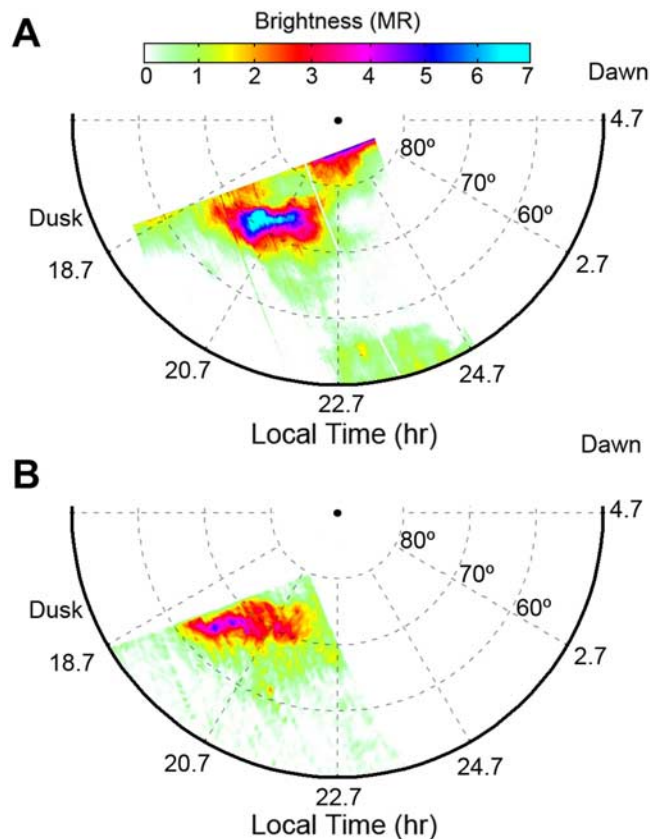 A
Brightness (MR)
0 1 2 3 4 5 6 7
Dawn
4.7
80º
70º
60º
Dusk
18.7
2.7
20.7
24.7
22.7
Local Time (hr)
Dawn
B
4.7
80º
70º
60º
Dusk
18.7
2.7
20.7
24.7
22.7
Local Time (hr)